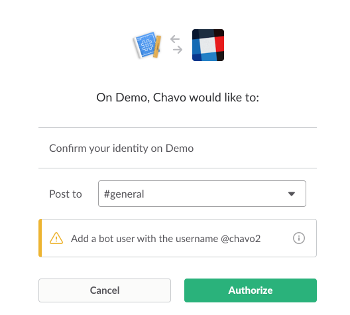 On Demo, Chavo would like to:
Confirm your identity on Demo
Post to #general
Add a bot user with the username @chavo2
Cancel Authorize